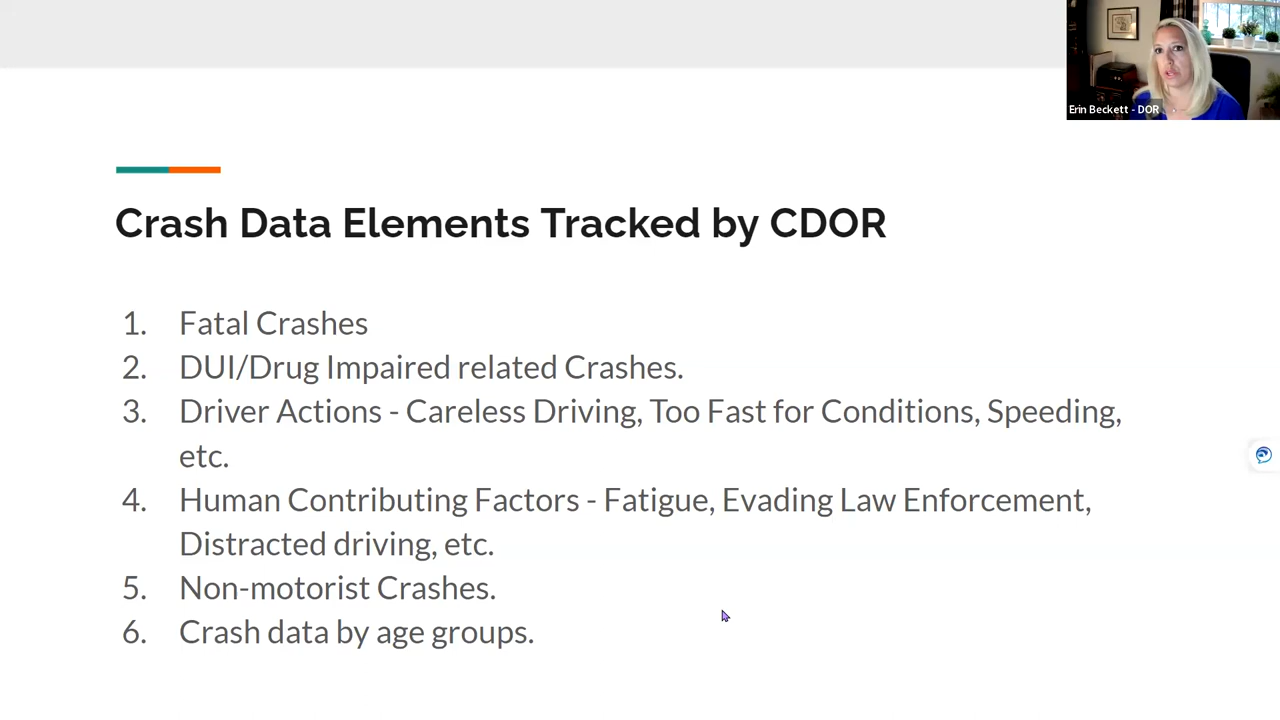 Erin Beckett - DOR
Crash Data Elements Tracked by CDOR
1. Fatal Crashes
2. DUI/Drug Impaired related Crashes.
3. Driver Actions - Careless Driving, Too Fast for Conditions, Speeding,
etc.
4. Human Contributing Factors - Fatigue, Evading Law Enforcement,
Distracted driving, etc.
5. Non-motorist Crashes.
6. Crash data by age groups.